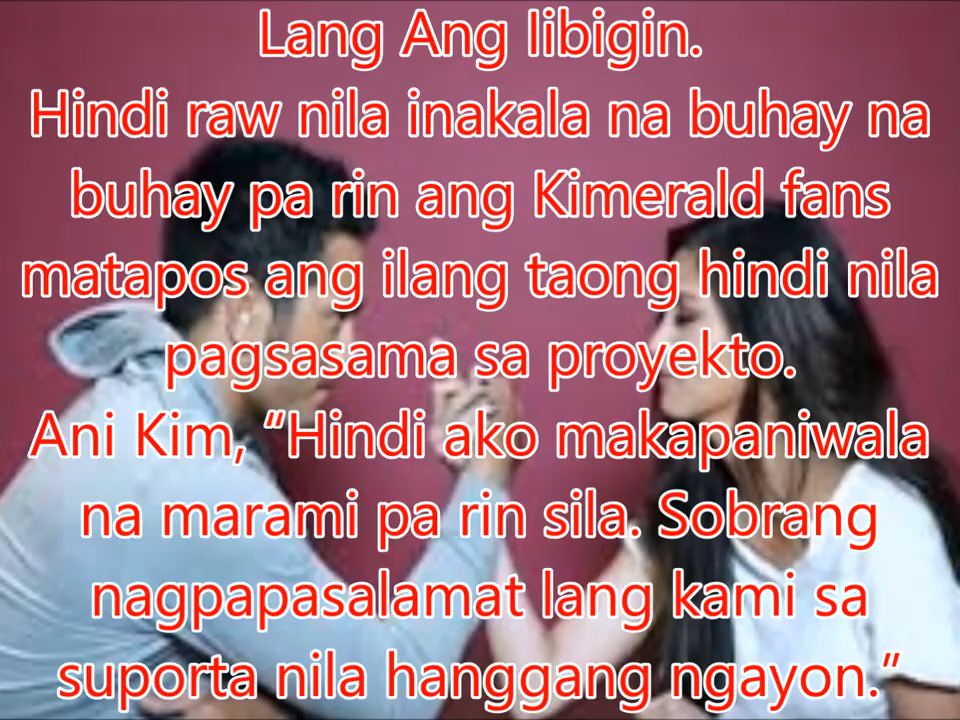 Lang Ang Iibigin.
Hindi raw nila inakala na buhay na
buhay pa rin ang Kimerald fans
matapos ang ilang taong hindi nila
pagsasama sa proyekto.
Ani Kim, “Hindi ako makapaniwala
na marami pa rin sila. Sobrang
nagpapasalamat lang kami sa
suporta nila hanggang ngayon.”